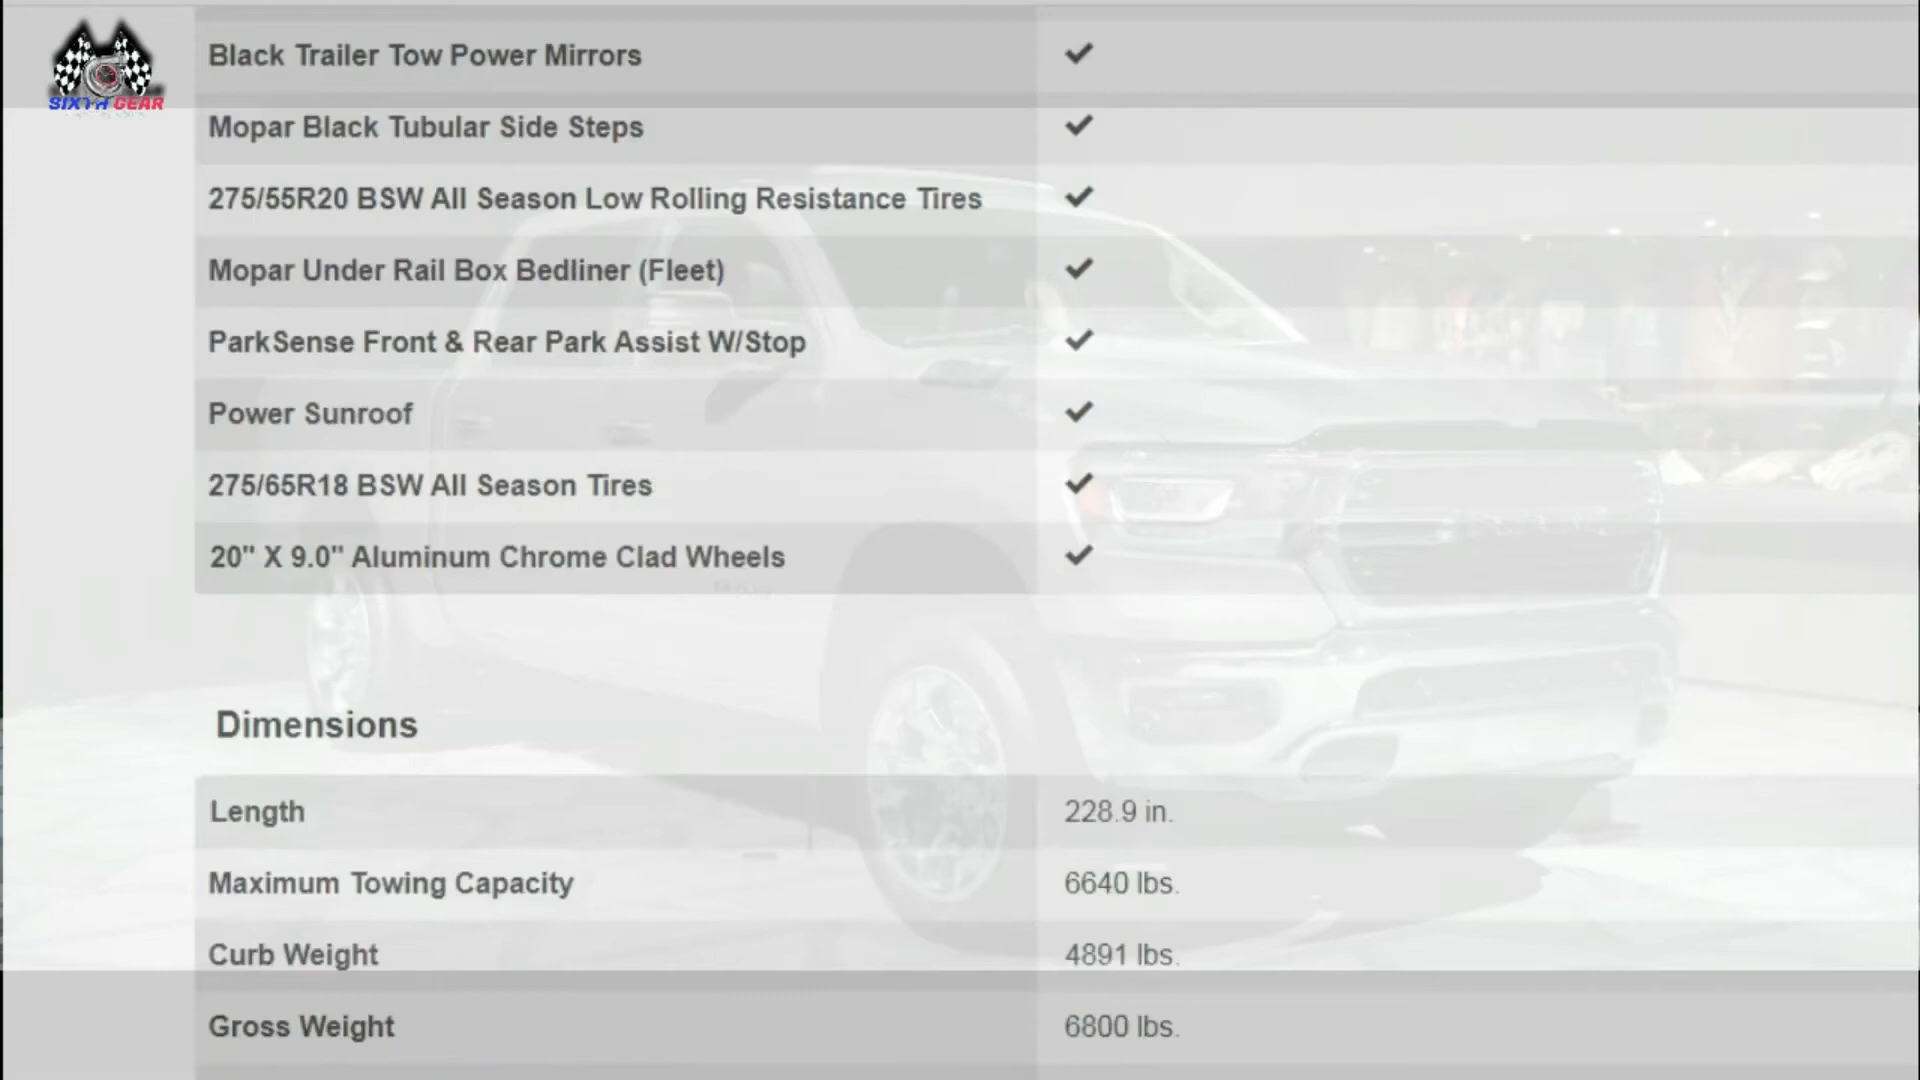 SIXTH GEAR
Black Trailer Tow Power Mirrors
Mopar Black Tubular Side Steps
275/55R20 BSW All Season Low Rolling Resistance Tires
Mopar Under Rail Box Bedliner (Fleet)
ParkSense Front & Rear Park Assist W/Stop
Power Sunroof
275/65R18 BSW All Season Tires
20" X 9.0" Aluminum Chrome Clad Wheels
Dimensions
Length 228.9 in.
Maximum Towing Capacity 6640 lbs.
Curb Weight 4891 lbs.
Gross Weight 6800 lbs.